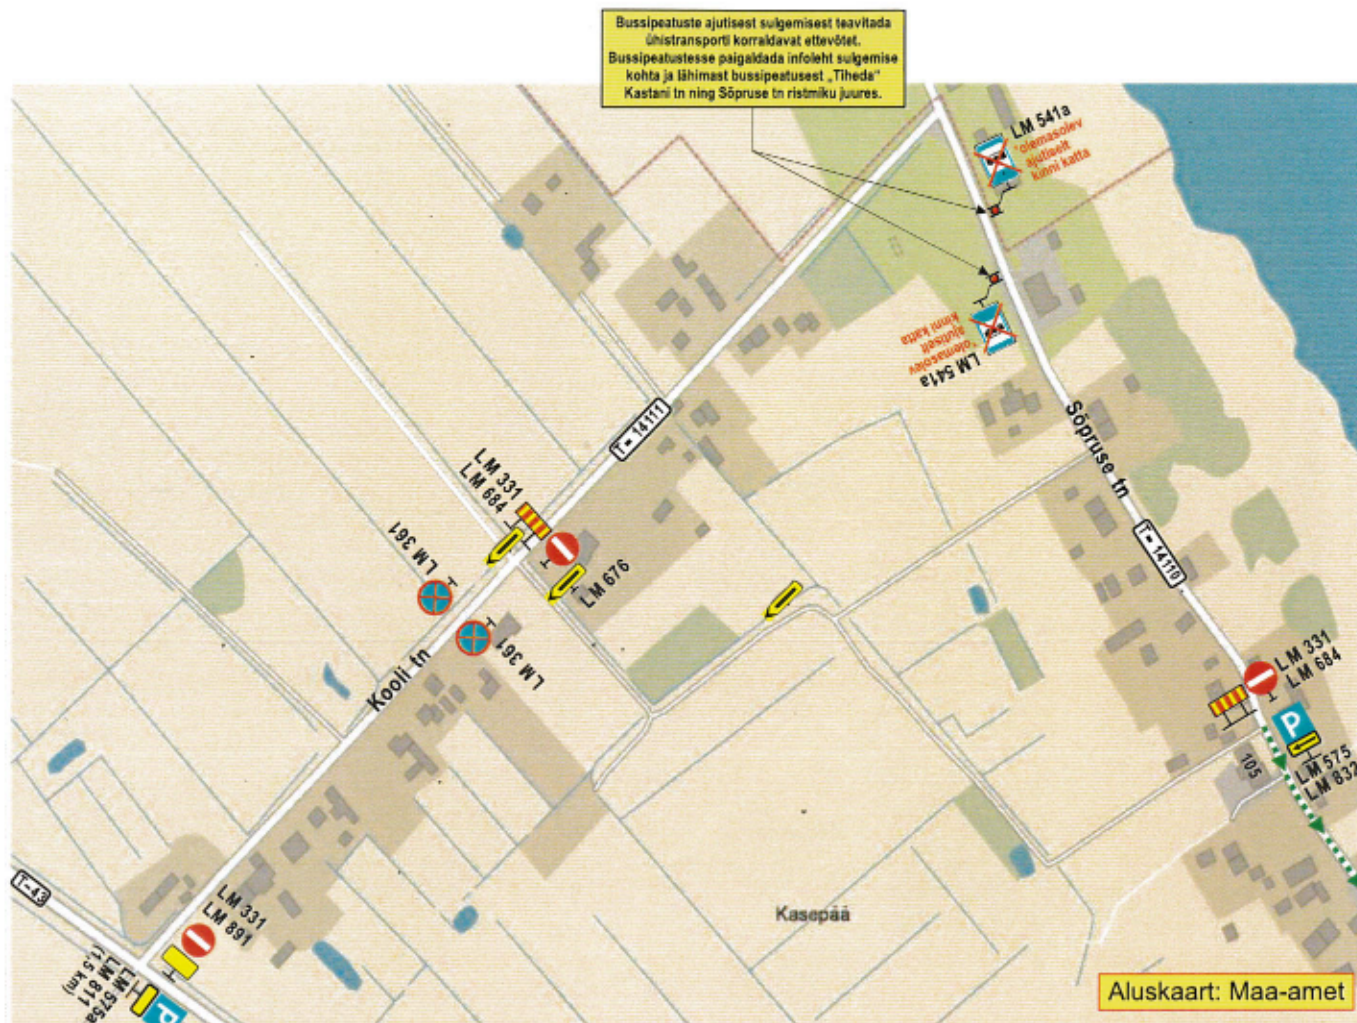 Bussipeatuste ajutisest sulgemisest teavitada
ühistransporti korraldavat ettevõtet.
Bussipeatustesse paigaldada infoleht sulgemise
kohta ja lähimast bussipeatusest „Tiheda“
Kastani tn ning Sõpruse tn ristmiku juures.
LM 541a
*olemasolev
ajutiselt
kinni katta
LM 541a
*olemasolev
ajutiselt
kinni katta
T - 14111
Sõpruse tn
LM 331
LM 684
LM 361
LM 676
T - 14110
LM 361
Kooli tn
LM 331
LM 684
P
LM 575
LM 832
105
T-43
LM 331
LM 891
Kasepää
LM 575a
LM 811
(1,5 km)
P
Aluskaart: Maa-amet